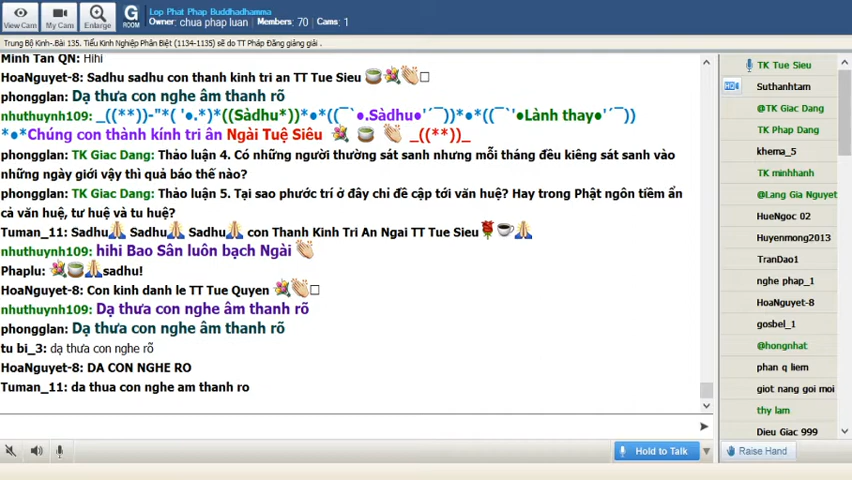 Lop Phat Phap Buddhadhamma
Owner: chua phap luan Members: 70 Cams: 1
View Cam
My Cam
Enlarge
G
ROOM
Trung Bộ Kinh-.Bài 135. Tiểu Kinh Nghiệp Phân Biệt (1134-1135) sẽ do TT Pháp Đăng giảng giải .
Minh Tan QN: Hihi
HoaNguyet-8: Sadhu sadhu con thanh kinh tri an TT Tue Sieu
phongglan: Dạ thưa con nghe âm thanh rõ
nhuthuynh109: _((**))-"*( '●.*)*((Sàdhu*))*●*((¯`●.Sàdhu●'´¯))*●*((¯`'●Lành thay●'´¯))
*●*Chúng con thành kính tri ân Ngài Tuệ Siêu _((**))_
phongglan: TK Giac Dang: Thảo luận 4. Có những người thường sát sanh nhưng mỗi tháng đều kiêng sát sanh vào
những ngày giới vậy thì quả báo thế nào?
phongglan: TK Giac Dang: Thảo luận 5. Tại sao phước trí ở đây chỉ đề cập tới văn huệ? Hay trong Phật ngôn tiềm ẩn
cả văn huệ, tư huệ và tu huệ?
Tuman_11: Sadhu Sadhu Sadhu con Thanh Kinh Tri An Ngai TT Tue Sieu
nhuthuynh109: hihi Bao Sân luôn bạch Ngài
Phaplu: sadhu!
HoaNguyet-8: Con kinh danh le TT Tue Quyen
nhuthuynh109: Dạ thưa con nghe âm thanh rõ
phongglan: Dạ thưa con nghe âm thanh rõ
tu bi_3: dạ thưa con nghe rõ
HoaNguyet-8: DA CON NGHE RO
Tuman_11: da thua con nghe am thanh ro
Hold to Talk
TK Tue Sieu
Suthanhtam
@TK Giac Dang
TK Phap Dang
khema_5
TK minhhanh
@Lang Gia Nguyet
HueNgoc 02
Huyenmong2013
TranDao1
nghe phap_1
HoaNguyet-8
gosbel_1
@hongnhat
phan q liem
giot nang goi moi
thy lam
Dieu Giac 999
Raise Hand